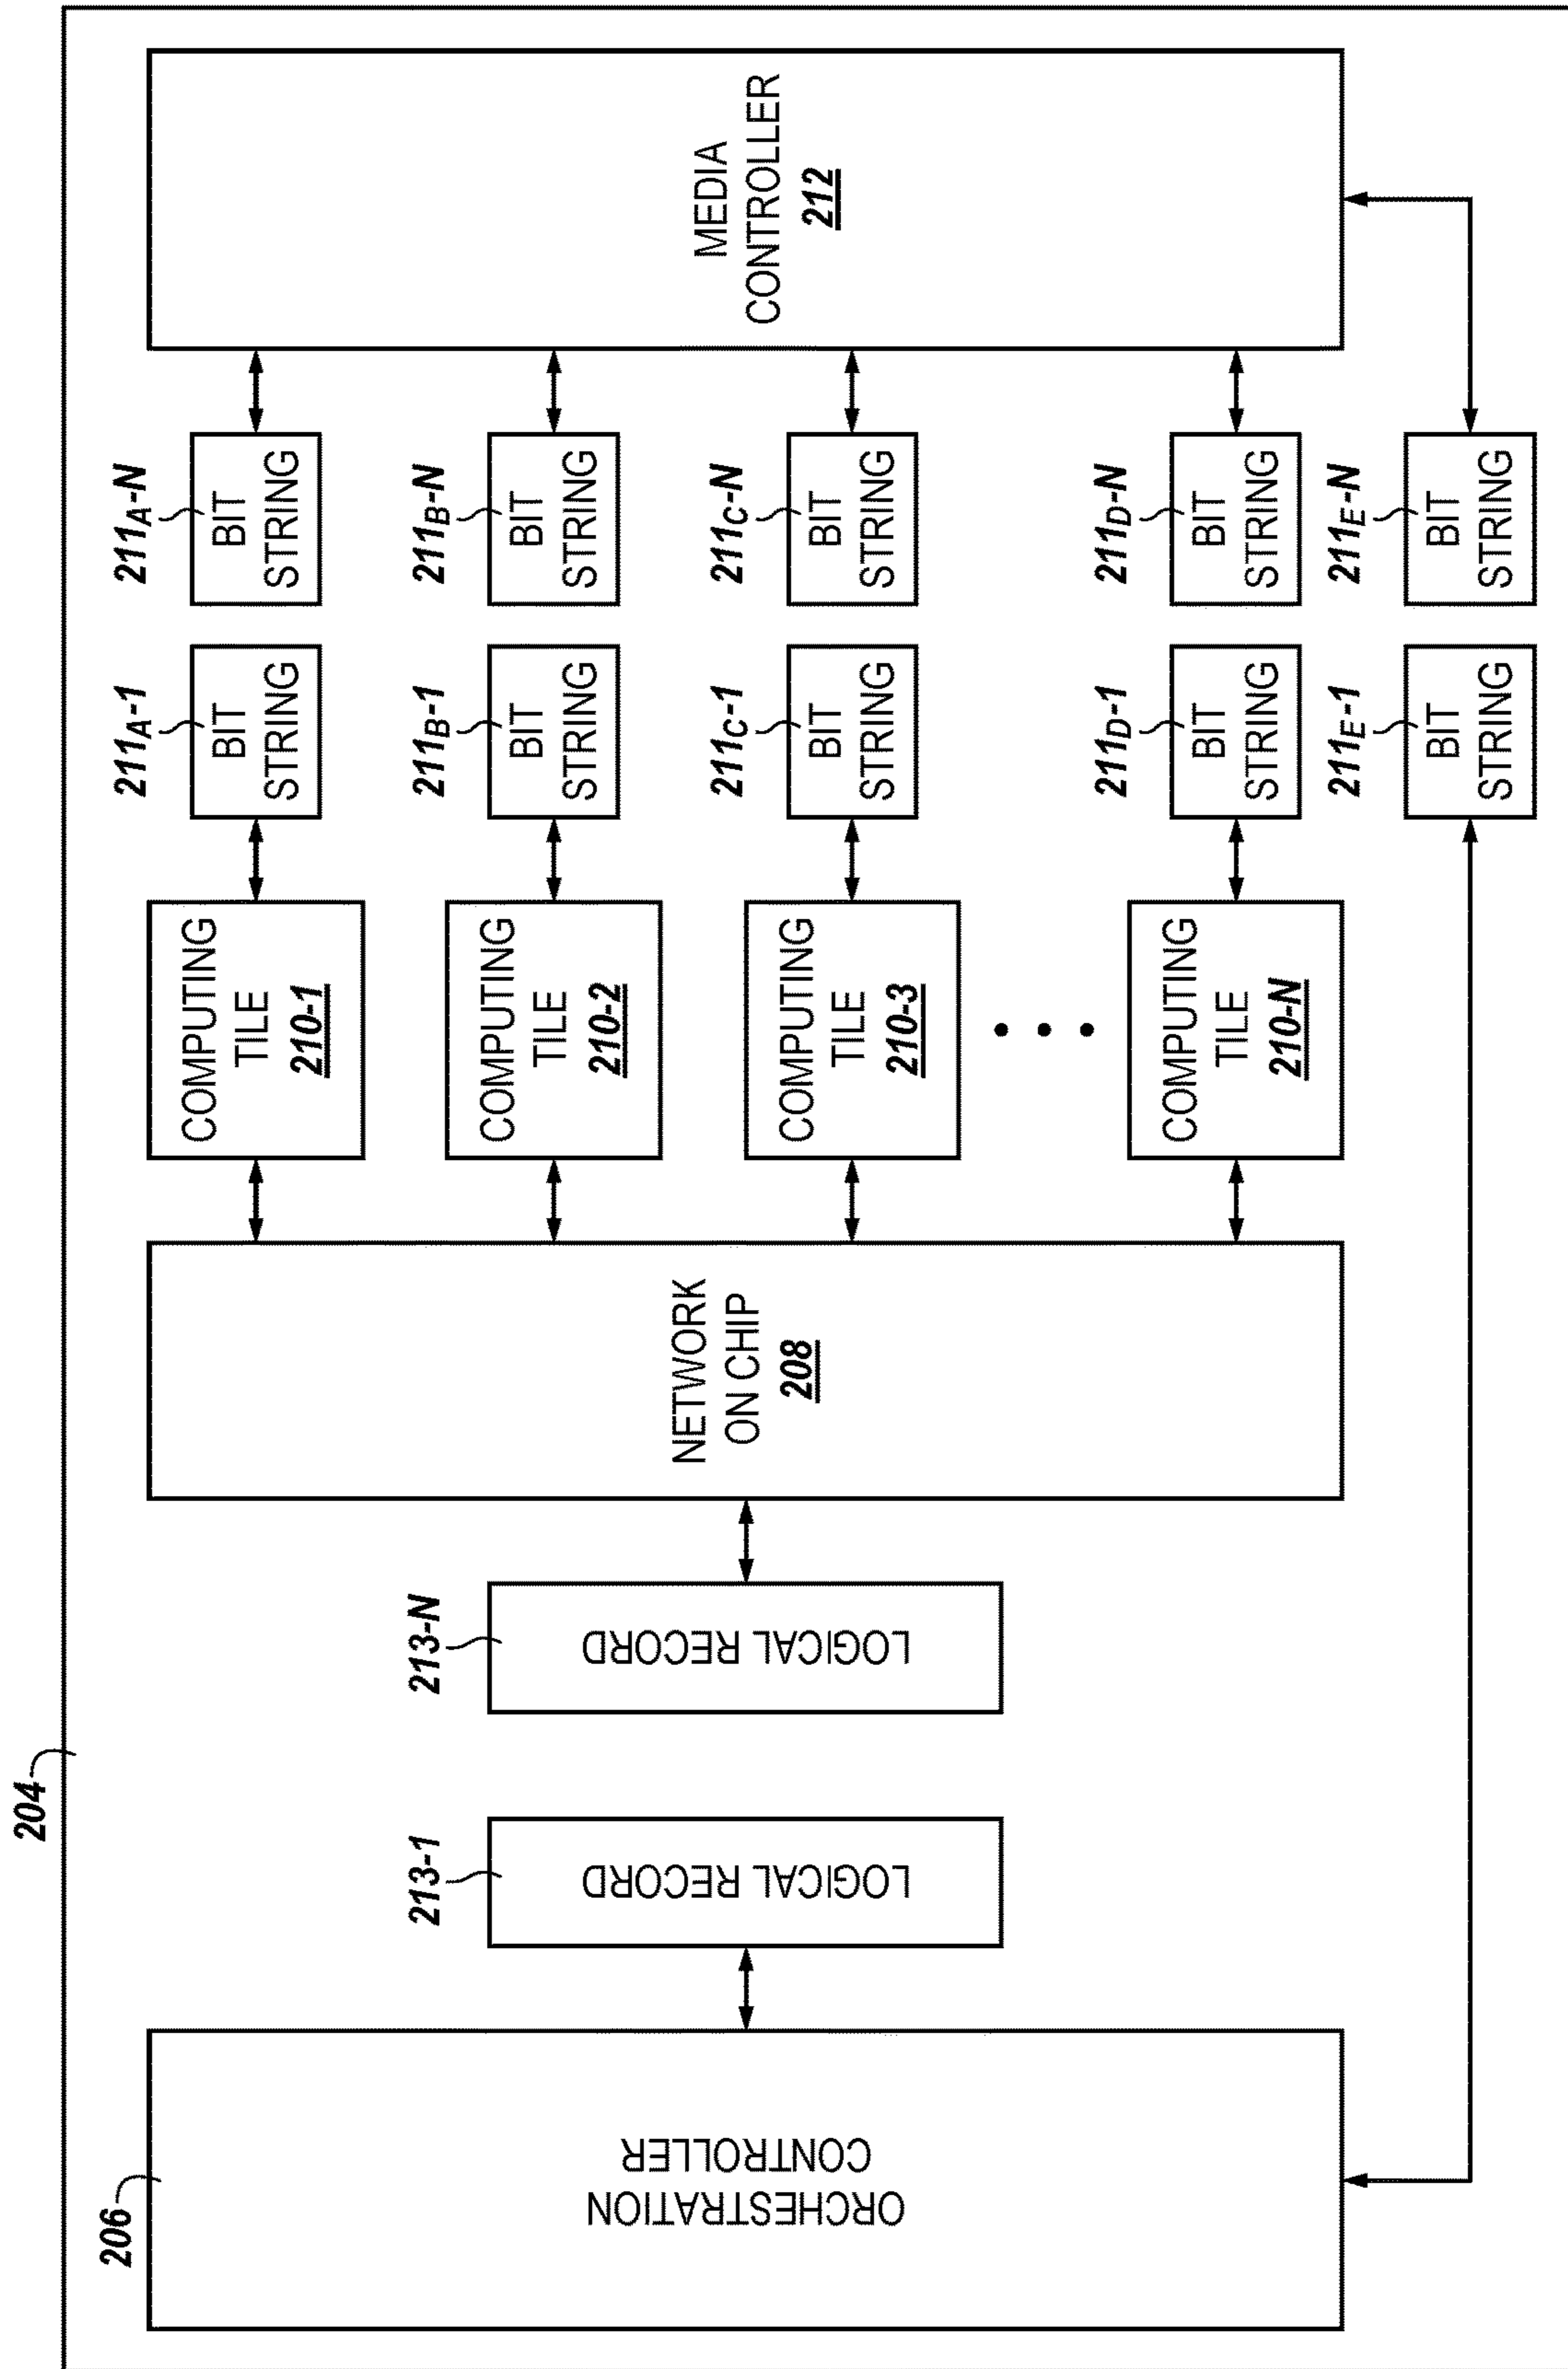 204
206
ORCHESTRATION
CONTROLLER
213-1
LOGICAL RECORD
213-N
LOGICAL RECORD
NETWORK
ON CHIP
208
COMPUTING
TILE
210-1
COMPUTING
TILE
210-2
COMPUTING
TILE
210-3
• • •
COMPUTING
TILE
210-N
211A-1
BIT
STRING
211B-1
BIT
STRING
211C-1
BIT
STRING
211D-1
BIT
STRING
211E-1
BIT
STRING
211A-N
BIT
STRING
211B-N
BIT
STRING
211C-N
BIT
STRING
211D-N
BIT
STRING
211E-N
BIT
STRING
MEDIA
CONTROLLER
212